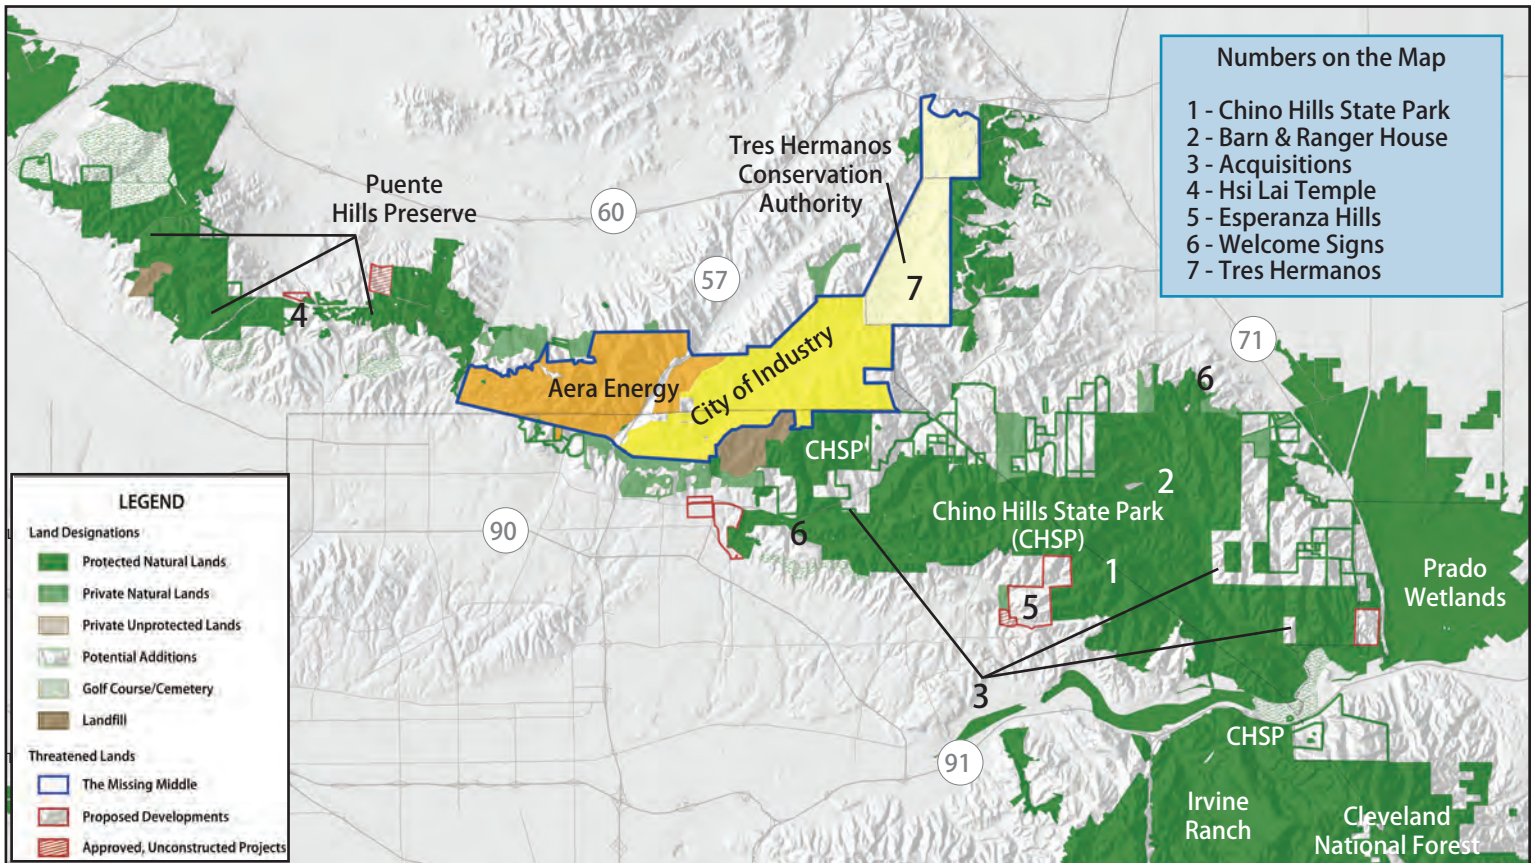 Numbers on the Map
1 - Chino Hills State Park
2 - Barn & Ranger House
3 - Acquisitions
4 - Hsi Lai Temple
5 - Esperanza Hills
6 - Welcome Signs
7 - Tres Hermanos
Tres Hermanos
Conservation
Authority
Puente
Hills Preserve
60
57
7
4
71
6
Aera Energy
City of Industry
CHSP
2
Chino Hills State Park
(CHSP)
90
6
1
5
Prado
Wetlands
3
91
CHSP
Irvine
Ranch
Cleveland
National Forest
LEGEND
Land Designations
Protected Natural Lands
Private Natural Lands
Private Unprotected Lands
Potential Additions
Golf Course/Cemetery
Landfill
Threatened Lands
The Missing Middle
Proposed Developments
Approved, Unconstructed Projects